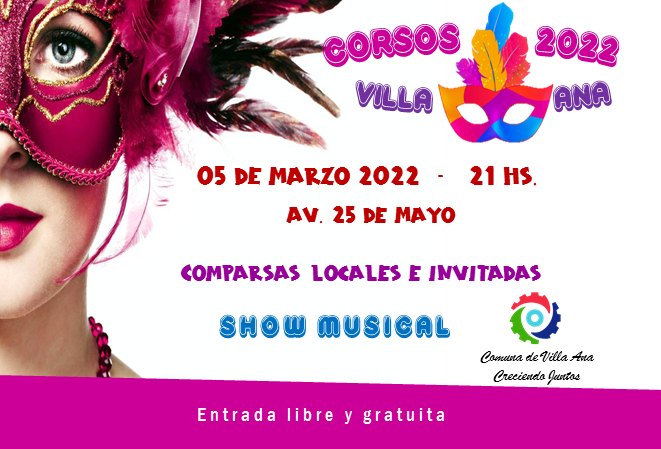 CORSOS 2022
VILLA ANA
05 DE MARZO 2022 - 21 HS.
AV. 25 DE MAYO
COMPARSAS LOCALES E INVITADAS
SHOW MUSICAL
Comuna de Villa Ana
Creciendo Juntos
Entrada libre y gratuita